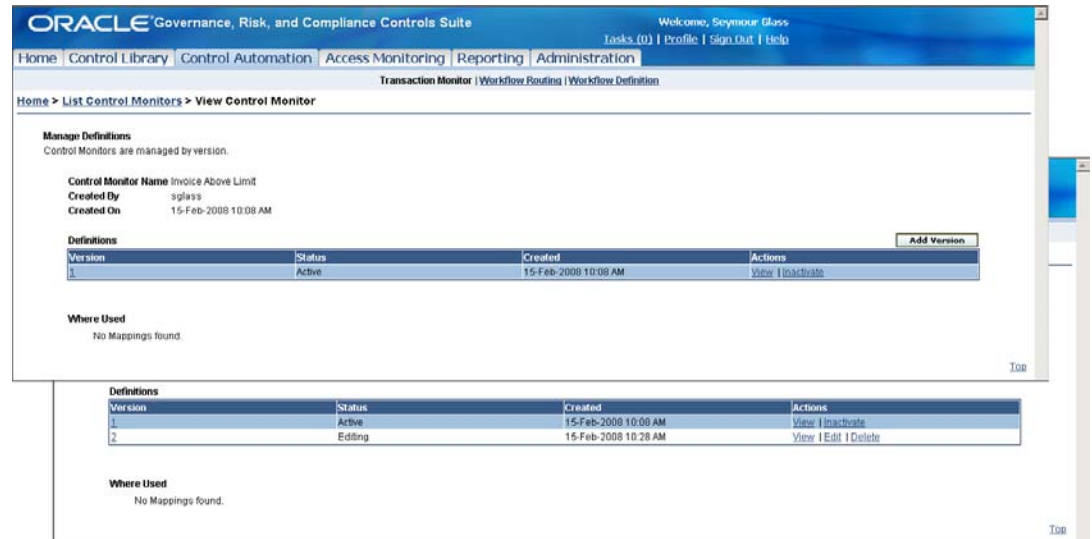 ORACLE Governance, Risk, and Compliance Controls Suite
Welcome, Seymour Glass
Tasks (0) | Profile | Sign Out | Help
Home Control Library Control Automation Access Monitoring Reporting Administration
Transaction Monitor | Workflow Routing | Workflow Definition
Home > List Control Monitors > View Control Monitor
Manage Definitions
Control Monitors are managed by version.
Control Monitor Name Invoice Above Limit
Created By sglass
Created On 15-Feb-2008 10:08 AM
Definitions
Add Version
Version Status Created Actions
1 Active 15-Feb-2008 10:08 AM View | Inactivate
Where Used
No Mappings found.
Top
Definitions
Version Status Created Actions
1 Active 15-Feb-2008 10:08 AM View | Inactivate
2 Editing 15-Feb-2008 10:28 AM View | Edit | Delete
Where Used
No Mappings found.
Top